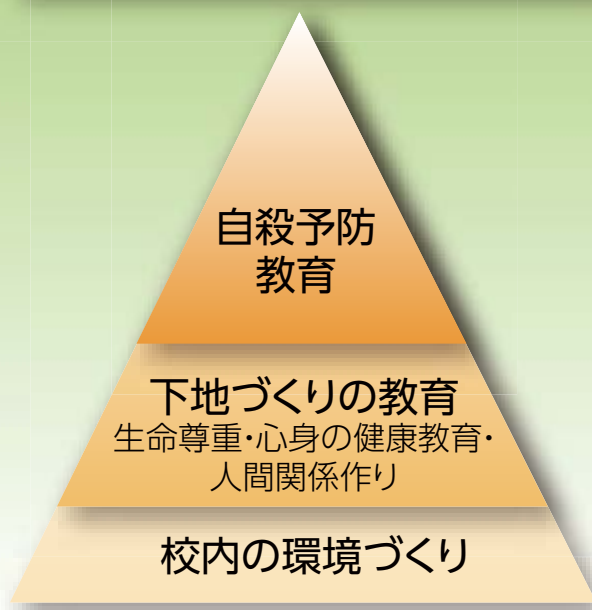 自殺予防
教育
下地づくりの教育
生命尊重・心身の健康教育・
人間関係作り
校内の環境づくり